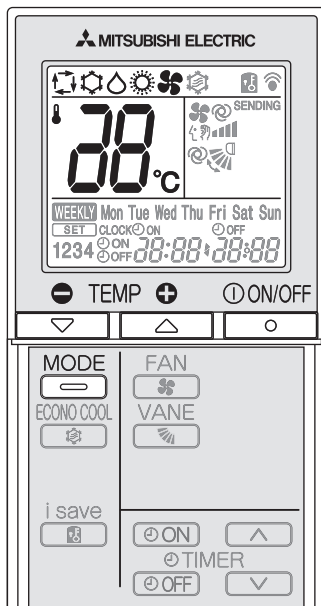 MITSUBISHI ELECTRIC
SENDING
88°C
WEEKLY Mon Tue Wed Thu Fri Sat Sun
SET CLOCK ON OFF
1234 ON OFF 88:88 88:88
TEMP ON/OFF
MODE FAN
ECONO COOL VANE
i save
ON
TIMER
OFF